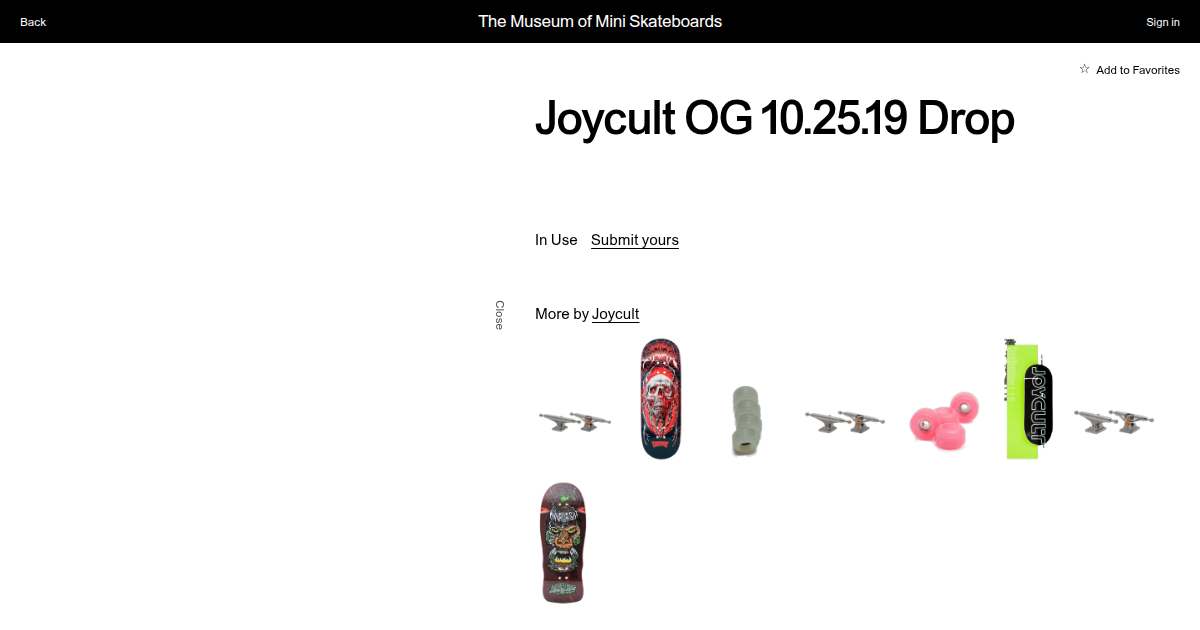 Back
The Museum of Mini Skateboards
Sign in
☆ Add to Favorites
Joycult OG 10.25.19 Drop
In Use Submit yours
Close
More by Joycult
JOYCULT